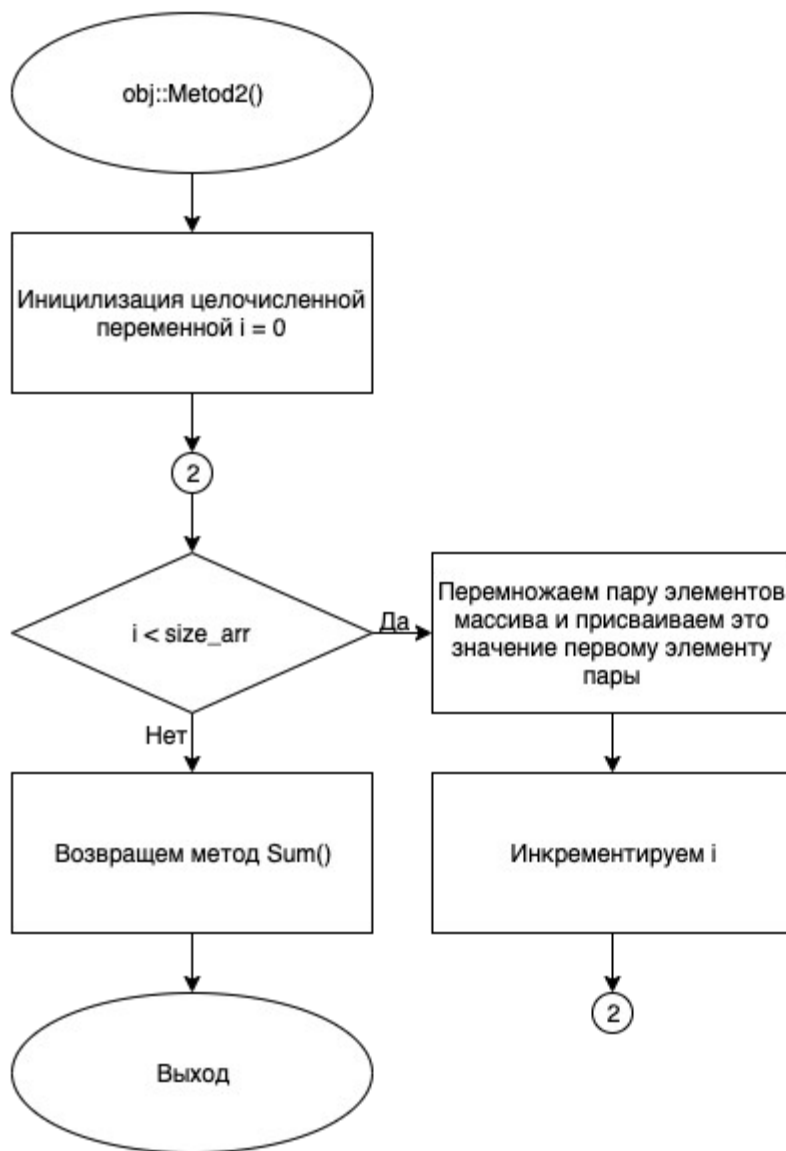 obj::Metod2()
Иницилизация целочисленной
переменной i = 0
2
i < size_arr
Да
Перемножаем пару элементов
массива и присваиваем это
значение первому элементу
пары
Нет
Возвращем метод Sum()
Инкрементируем i
2
Выход